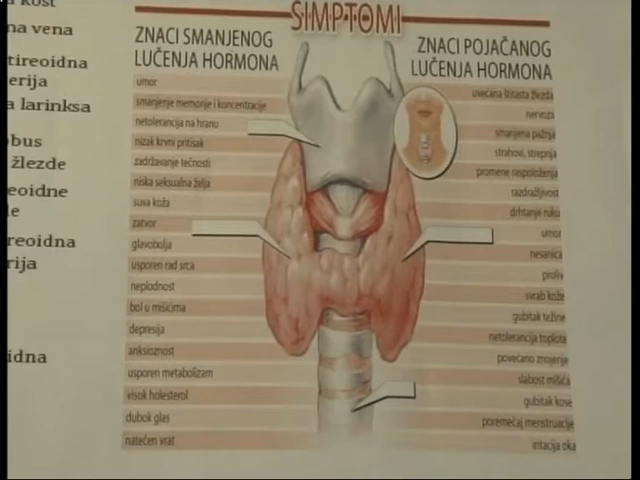 kost
na vena
tireoidna
erija
a larinksa
obus
žlezde
eoidne
le
reoidna
rija
idna
SIMPTOMI
ZNACI SMANJENOG
LUČENJA HORMONA
umor
smanjenje memorije i koncentracije
netolerancija na hranu
nizak krvni pritisak
zadržavanje tečnosti
niska seksualna želja
suva koža
zatvor
glavobolja
usporen rad srca
neplodnost
bol u mišićima
depresija
anksioznost
usporen metabolizam
visok holesterol
dubok glas
natečen vrat
ZNACI POJAČANOG
LUČENJA HORMONA
uvećana štitasta žlezda
nervoza
smanjena pažnja
strahovi, strepnja
promene raspoloženja
razdražljivost
drhtanje ruku
umor
nesanica
proliv
svrab kože
gubitak težine
netolerancija toplote
povećano znojenje
slabost mišića
gubitak kose
poremećaj menstruacije
iritacija oka